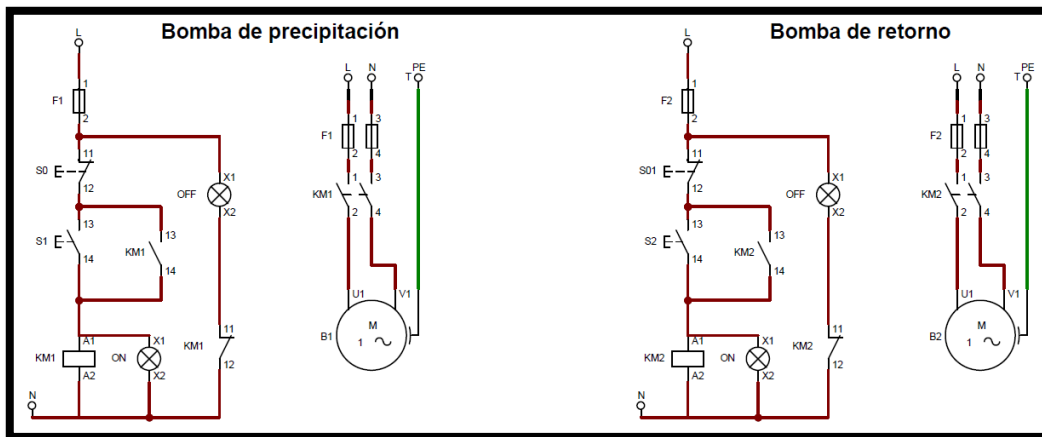 Bomba de precipitación
L
F1
1
2
S0
11
12
OFF
X1
X2
S1
13
14
KM1
13
14
KM1
A1
A2
ON
X1
X2
KM1
11
12
N
L
N
PE
T
F1
1
3
2
4
KM1
1
3
2
4
U1
V1
B1
M
1
Bomba de retorno
L
F2
1
2
S01
11
12
OFF
X1
X2
S2
13
14
KM2
13
14
KM2
A1
A2
ON
X1
X2
KM2
11
12
N
L
N
PE
T
F2
1
3
2
4
KM2
1
3
2
4
U1
V1
B2
M
1